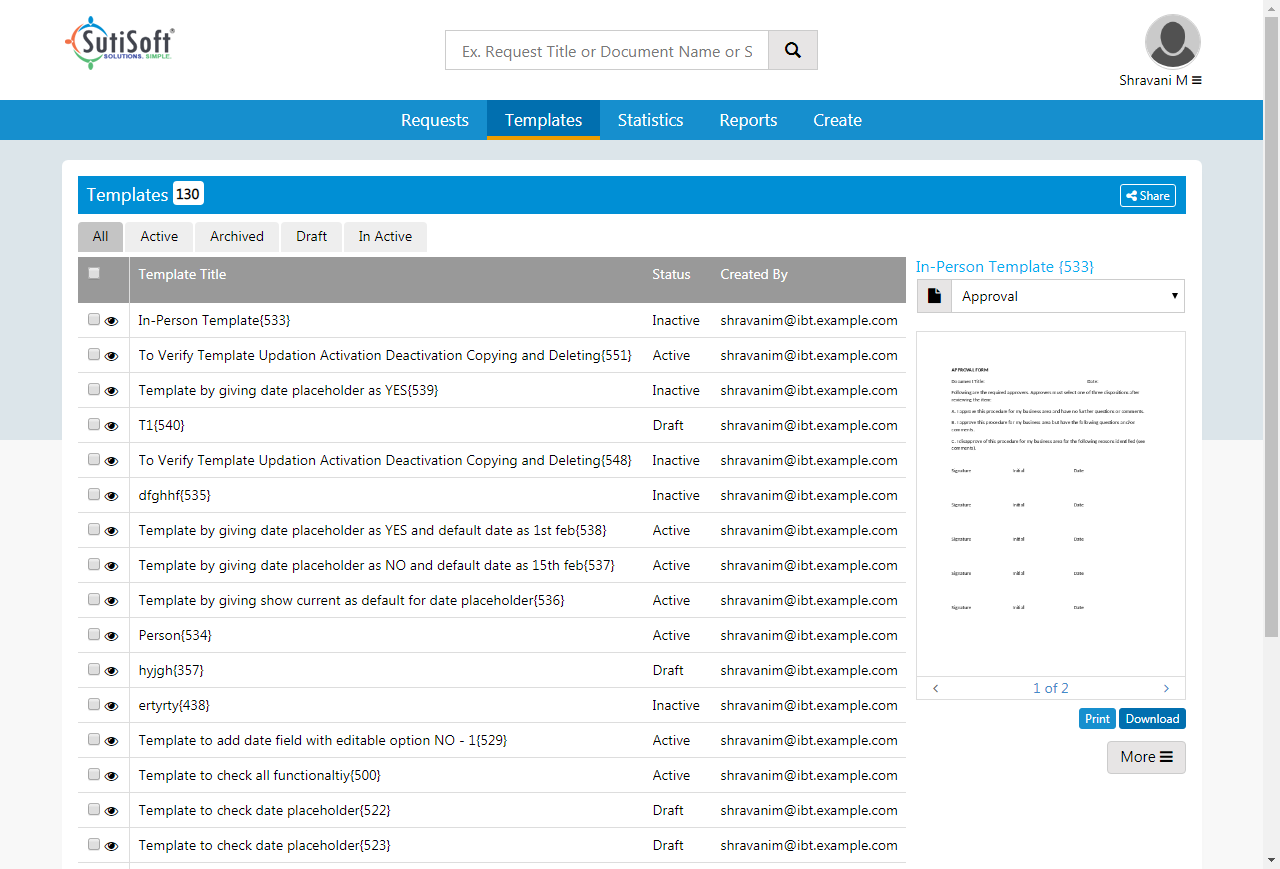 SutiSoft®
SOLUTIONS. SIMPLE.
Ex. Request Title or Document Name or S
Shravani M
Requests Templates Statistics Reports Create
Templates 130
Share
All Active Archived Draft In Active
Template Title Status Created By
In-Person Template{533} Inactive shravanim@ibt.example.com
To Verify Template Updation Activation Deactivation Copying and Deleting{551} Active shravanim@ibt.example.com
Template by giving date placeholder as YES{539} Inactive shravanim@ibt.example.com
T1{540} Draft shravanim@ibt.example.com
To Verify Template Updation Activation Deactivation Copying and Deleting{548} Inactive shravanim@ibt.example.com
dfghhf{535} Inactive shravanim@ibt.example.com
Template by giving date placeholder as YES and default date as 1st feb{538} Active shravanim@ibt.example.com
Template by giving date placeholder as NO and default date as 15th feb{537} Active shravanim@ibt.example.com
Template by giving show current as default for date placeholder{536} Active shravanim@ibt.example.com
Person{534} Active shravanim@ibt.example.com
hyjgh{357} Draft shravanim@ibt.example.com
ertyrty{438} Inactive shravanim@ibt.example.com
Template to add date field with editable option NO - 1{529} Active shravanim@ibt.example.com
Template to check all functionaltiy{500} Active shravanim@ibt.example.com
Template to check date placeholder{522} Draft shravanim@ibt.example.com
Template to check date placeholder{523} Draft shravanim@ibt.example.com
In-Person Template {533}
Approval
APPROVAL FORM
Document Title: Date:
Following are the required approvers. Approvers must select one of three dispositions after
reviewing the item:
A. I approve this procedure for my business area and have no further questions or comments.
B. I approve this procedure for my business area but have the following questions and/or
comments.
C. I disapprove of this procedure for my business area for the following reasons identified (see
comments).
Signature Initial Date
Signature Initial Date
Signature Initial Date
Signature Initial Date
Signature Initial Date
1 of 2
Print Download
More